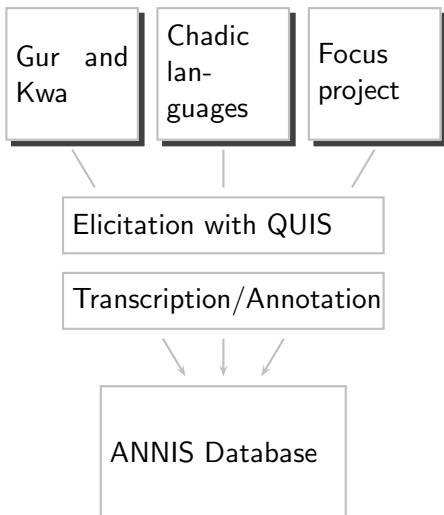 Gur and
Kwa
Chadic
lan-
guages
Focus
project
Elicitation with QUIS
Transcription/Annotation
ANNIS Database